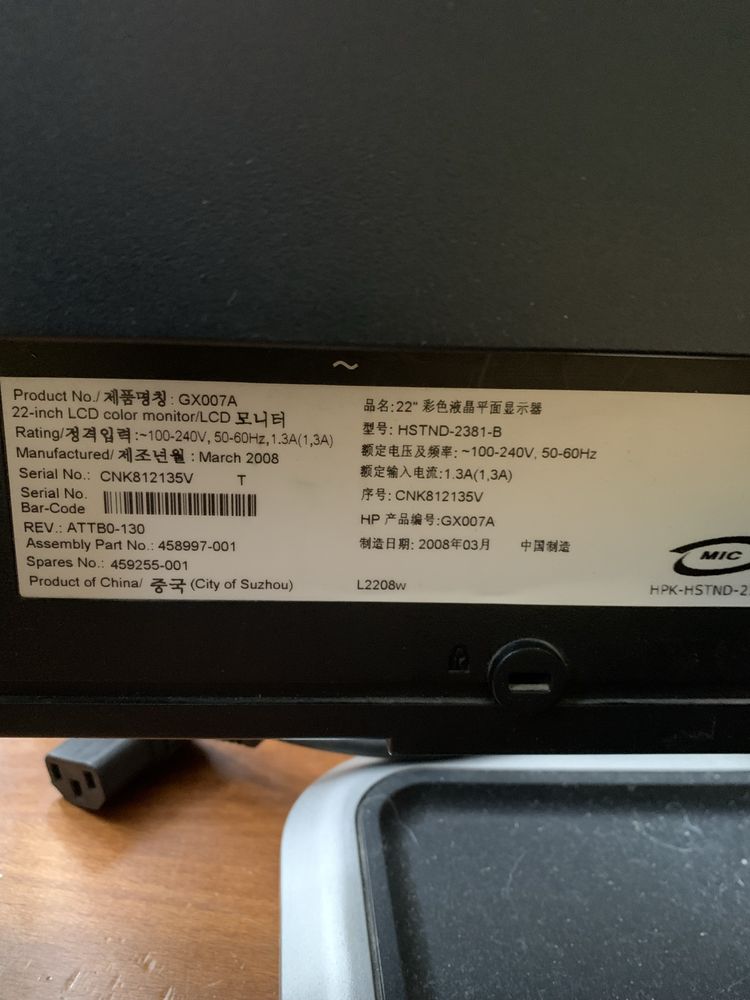 ~
Product No./ 제품명칭 : GX007A
22-inch LCD color monitor/LCD 모니터
Rating/정격입력 :~100-240V, 50-60Hz,1.3A(1,3A)
Manufactured/ 제조년월 : March 2008
Serial No.: CNK812135V T
Serial No.
Bar-Code
REV.: ATTB0-130
Assembly Part No.: 458997-001
Spares No.: 459255-001
Product of China/ 중국 (City of Suzhou)
品名:22" 彩色液晶平面显示器
型号: HSTND-2381-B
额定电压及频率: ~100-240V, 50-60Hz
额定输入电流:1.3A(1,3A)
序号: CNK812135V
HP 产品编号:GX007A
制造日期: 2008年03月 中国制造
L2208w
MIC